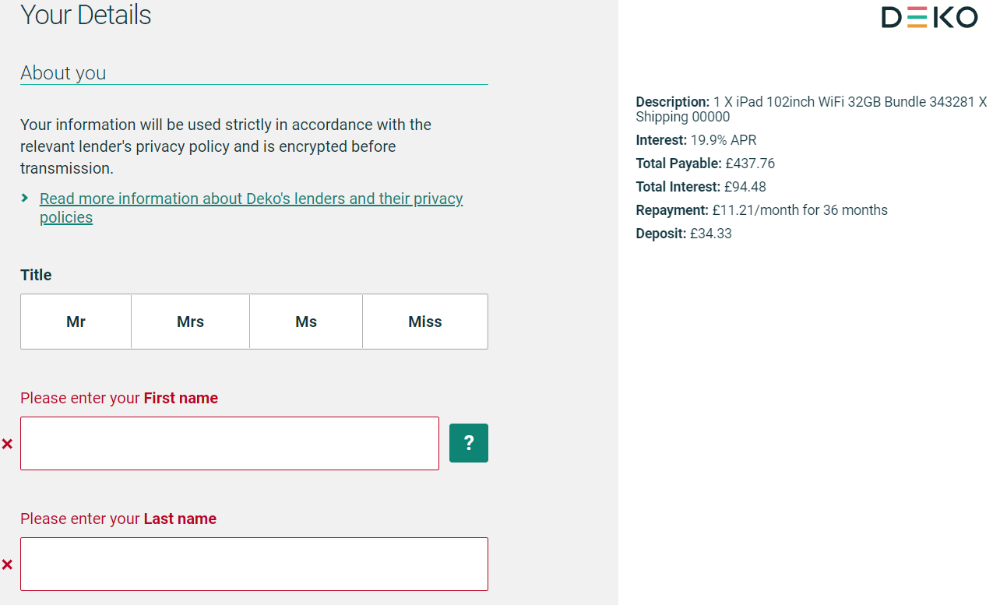 Your Details
About you
Your information will be used strictly in accordance with the
relevant lender's privacy policy and is encrypted before
transmission.
Read more information about Deko's lenders and their privacy
policies
Title
Mr Mrs Ms Miss
Please enter your First name
?
Please enter your Last name
DEKO
Description: 1 X iPad 102inch WiFi 32GB Bundle 343281 X
Shipping 00000
Interest: 19.9% APR
Total Payable: £437.76
Total Interest: £94.48
Repayment: £11.21/month for 36 months
Deposit: £34.33